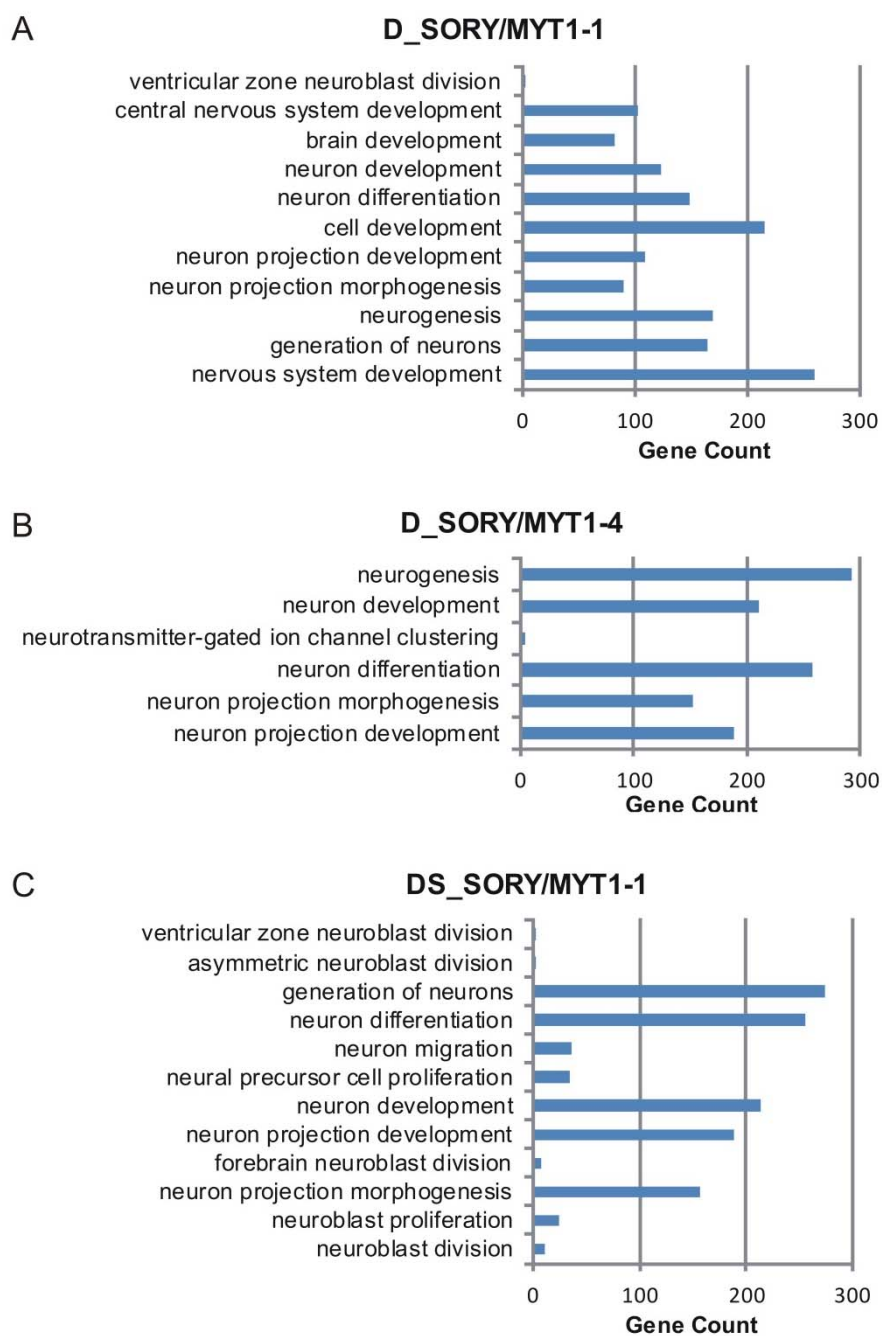 A
D_SORY/MYT1-1
ventricular zone neuroblast division
central nervous system development
brain development
neuron development
neuron differentiation
cell development
neuron projection development
neuron projection morphogenesis
neurogenesis
generation of neurons
nervous system development
0 100 200 300
Gene Count
B
D_SORY/MYT1-4
neurogenesis
neuron development
neurotransmitter-gated ion channel clustering
neuron differentiation
neuron projection morphogenesis
neuron projection development
0 100 200 300
Gene Count
C
DS_SORY/MYT1-1
ventricular zone neuroblast division
asymmetric neuroblast division
generation of neurons
neuron differentiation
neuron migration
neural precursor cell proliferation
neuron development
neuron projection development
forebrain neuroblast division
neuron projection morphogenesis
neuroblast proliferation
neuroblast division
0 100 200 300
Gene Count